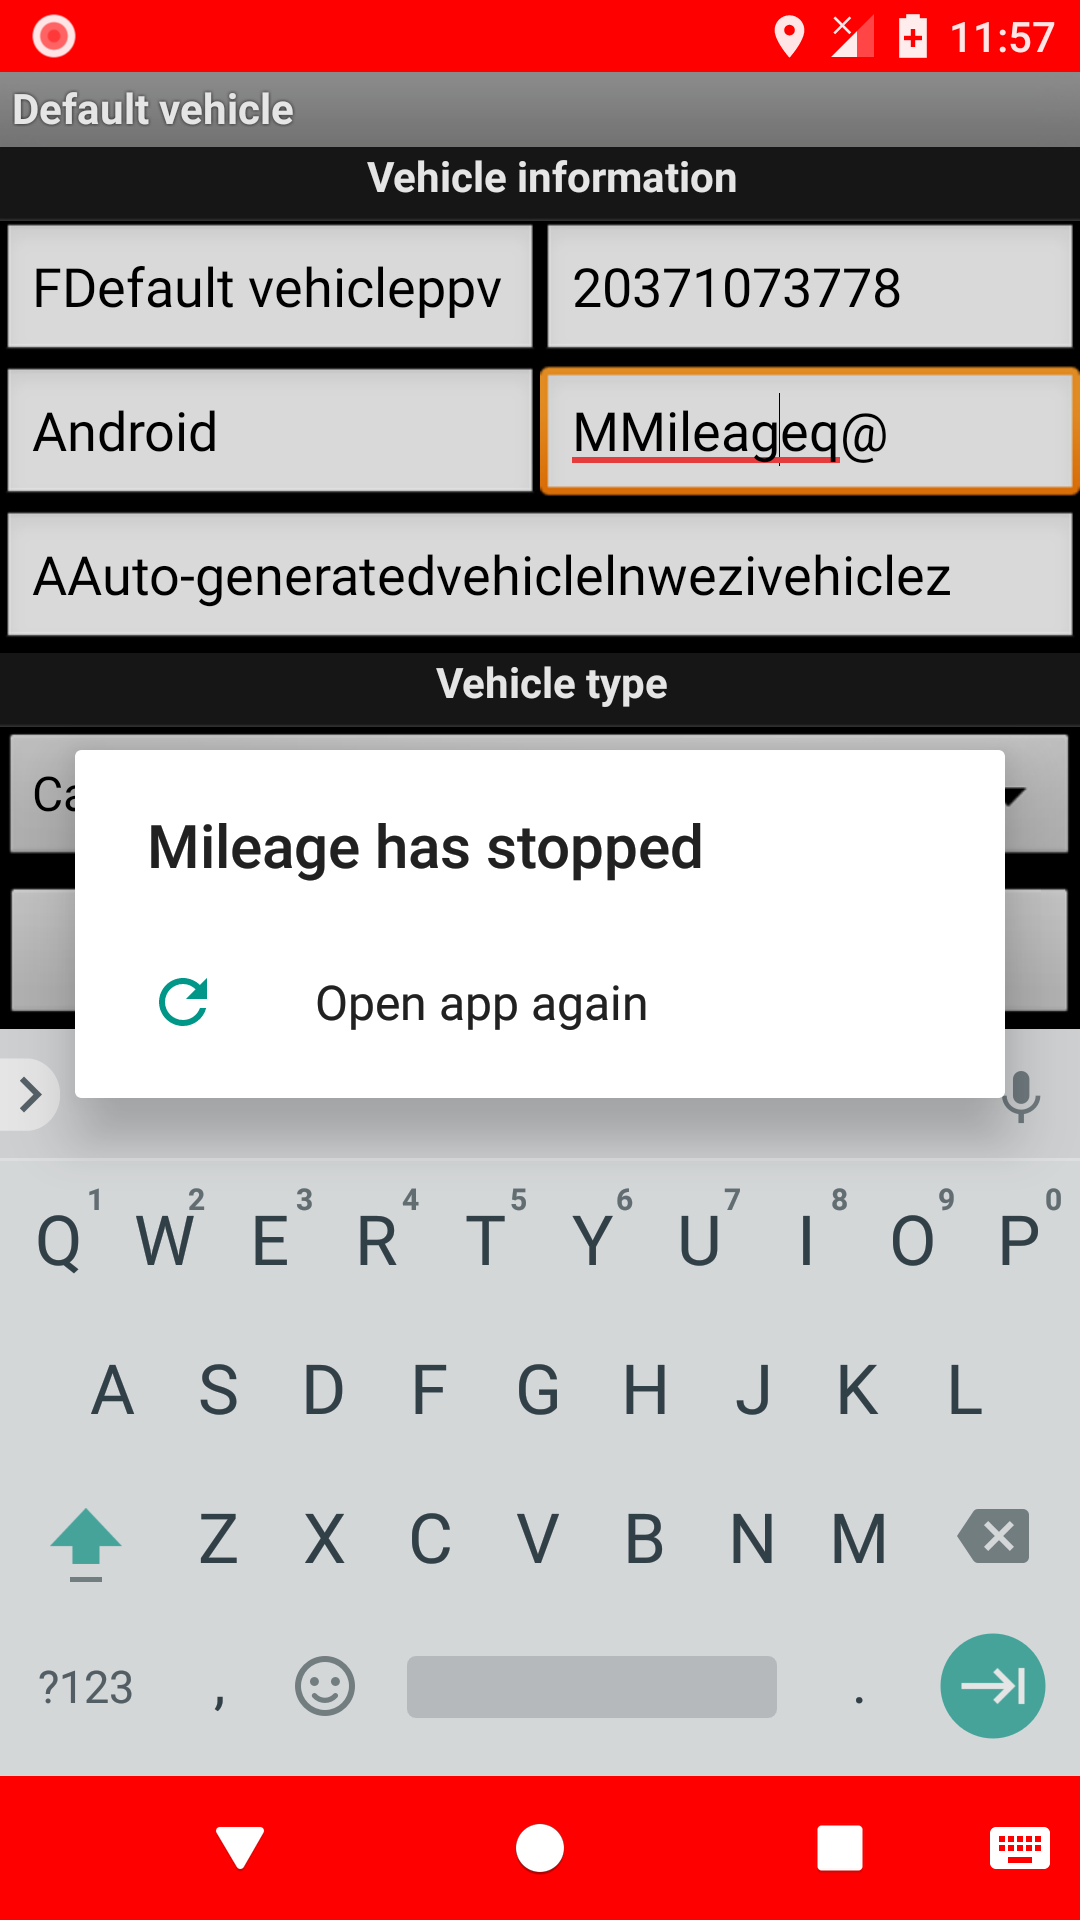 11:57
Default vehicle
Vehicle information
FDefault vehicleppv 20371073778
Android MMileageq@
AAuto-generatedvehiclelnwezivehiclez
Vehicle type
Ca
Mileage has stopped
Open app again
1 2 3 4 5 6 7 8 9 0
Q W E R T Y U I O P
A S D F G H J K L
Z X C V B N M
?123 , .